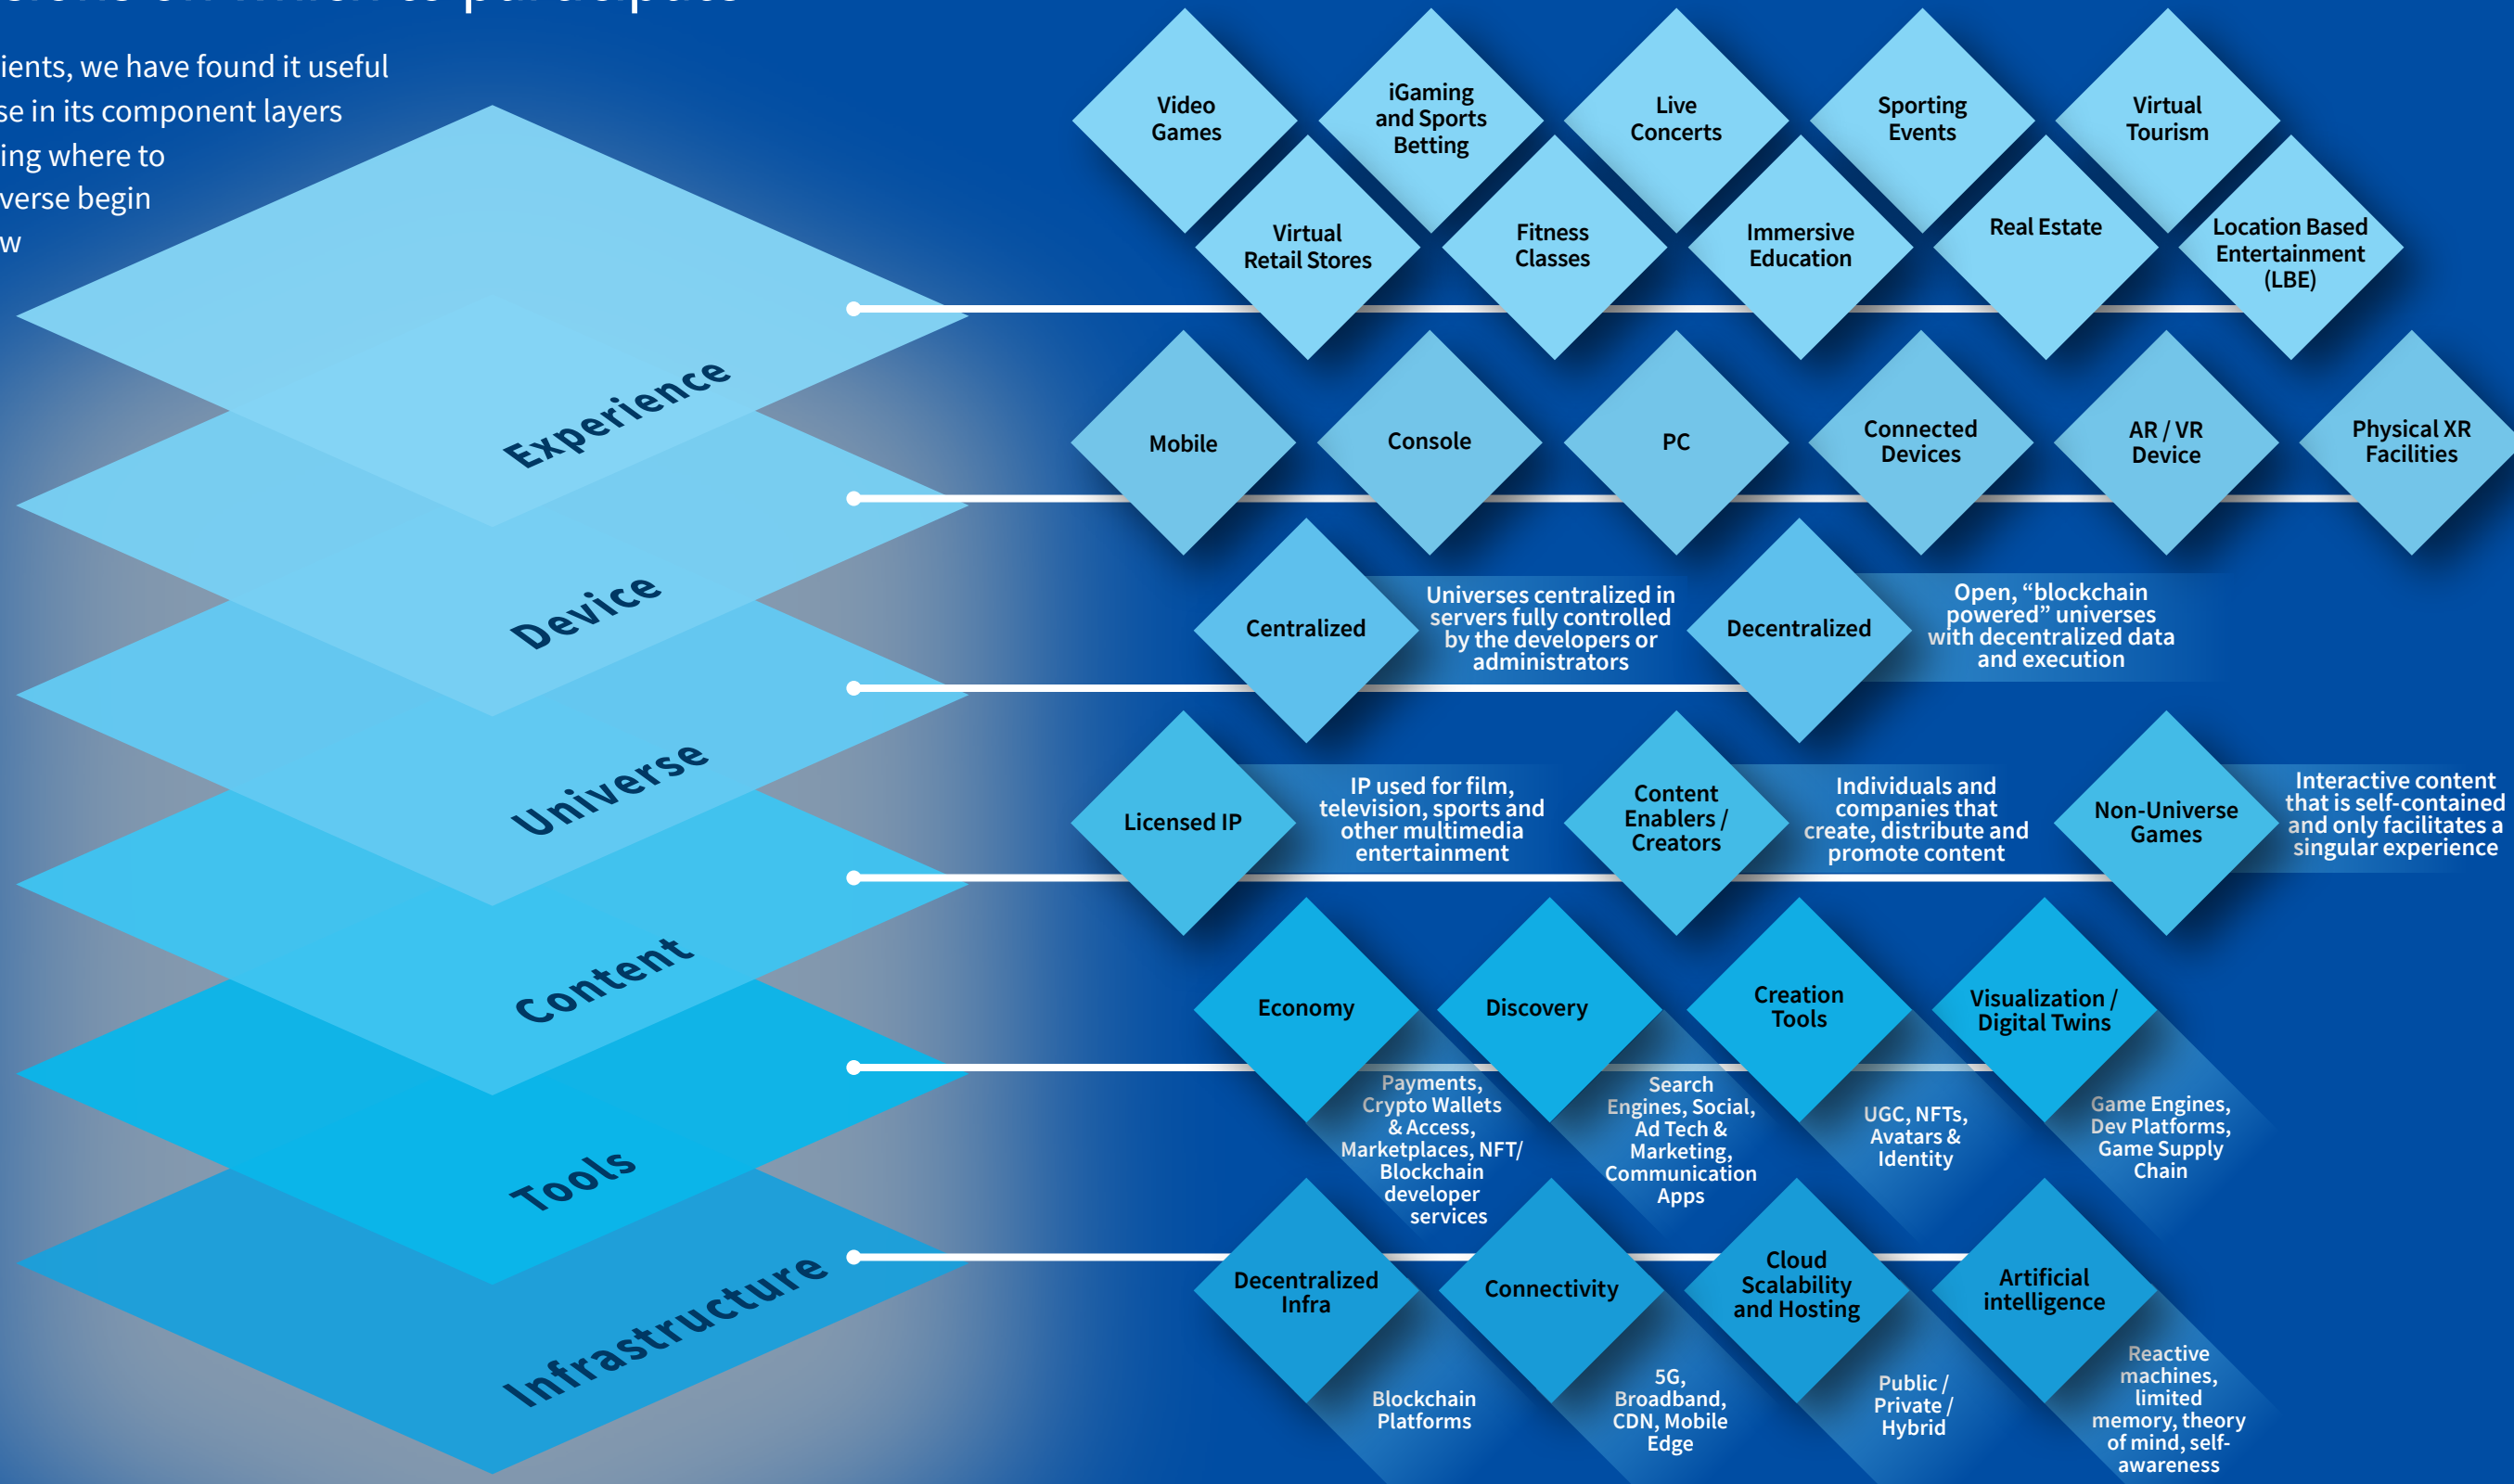 which to participate
ients, we have found it useful
se in its component layers
ing where to
verse begin
w
Experience
Device
Universe
Content
Tools
Infrastructure
Video
Games
iGaming
and Sports
Betting
Live
Concerts
Sporting
Events
Virtual
Tourism
Virtual
Retail Stores
Fitness
Classes
Immersive
Education
Real Estate
Location Based
Entertainment
(LBE)
Mobile
Console
PC
Connected
Devices
AR / VR
Device
Physical XR
Facilities
Centralized
Universes centralized in
servers fully controlled
by the developers or
administrators
Decentralized
Open, “blockchain
powered” universes
with decentralized data
and execution
Licensed IP
IP used for film,
television, sports and
other multimedia
entertainment
Content
Enablers /
Creators
Individuals and
companies that
create, distribute and
promote content
Non-Universe
Games
Interactive content
that is self-contained
and only facilitates a
singular experience
Economy
Payments,
Crypto Wallets
& Access,
Marketplaces, NFT/
Blockchain
developer
services
Discovery
Search
Engines, Social,
Ad Tech &
Marketing,
Communication
Apps
Creation
Tools
UGC, NFTs,
Avatars &
Identity
Visualization /
Digital Twins
Game Engines,
Dev Platforms,
Game Supply
Chain
Decentralized
Infra
Blockchain
Platforms
Connectivity
5G,
Broadband,
CDN, Mobile
Edge
Cloud
Scalability
and Hosting
Public /
Private /
Hybrid
Artificial
intelligence
Reactive
machines,
limited
memory, theory
of mind, self-
awareness